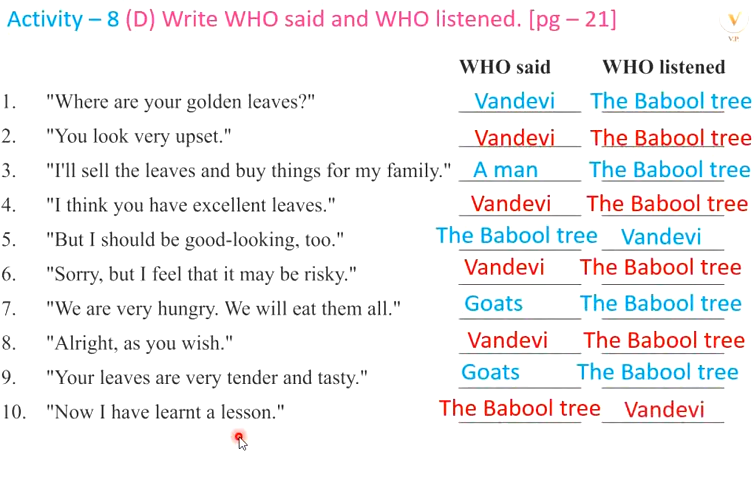 Activity – 8 (D) Write WHO said and WHO listened. [pg – 21]
V.P
WHO said WHO listened
1. "Where are your golden leaves?" Vandevi The Babool tree
2. "You look very upset." Vandevi The Babool tree
3. "I'll sell the leaves and buy things for my family." A man The Babool tree
4. "I think you have excellent leaves." Vandevi The Babool tree
5. "But I should be good-looking, too." The Babool tree Vandevi
6. "Sorry, but I feel that it may be risky." Vandevi The Babool tree
7. "We are very hungry. We will eat them all." Goats The Babool tree
8. "Alright, as you wish." Vandevi The Babool tree
9. "Your leaves are very tender and tasty." Goats The Babool tree
10. "Now I have learnt a lesson." The Babool tree Vandevi